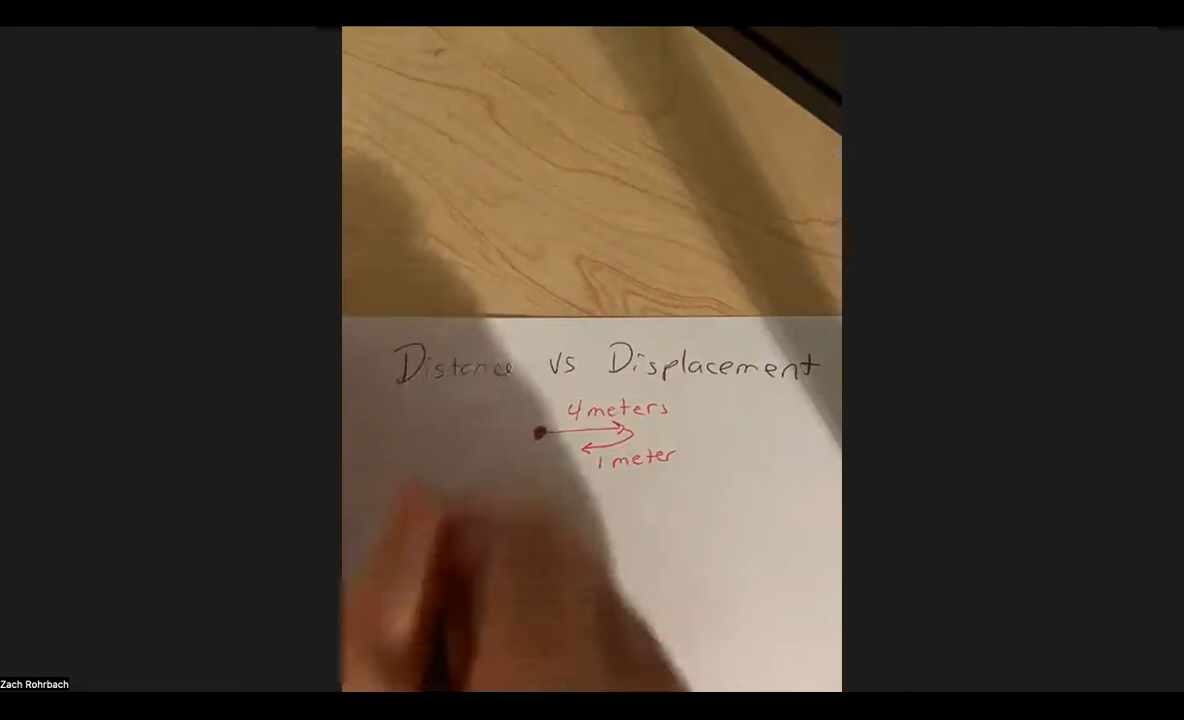 Distance vs Displacement
4 meters
1 meter
Zach Rohrbach